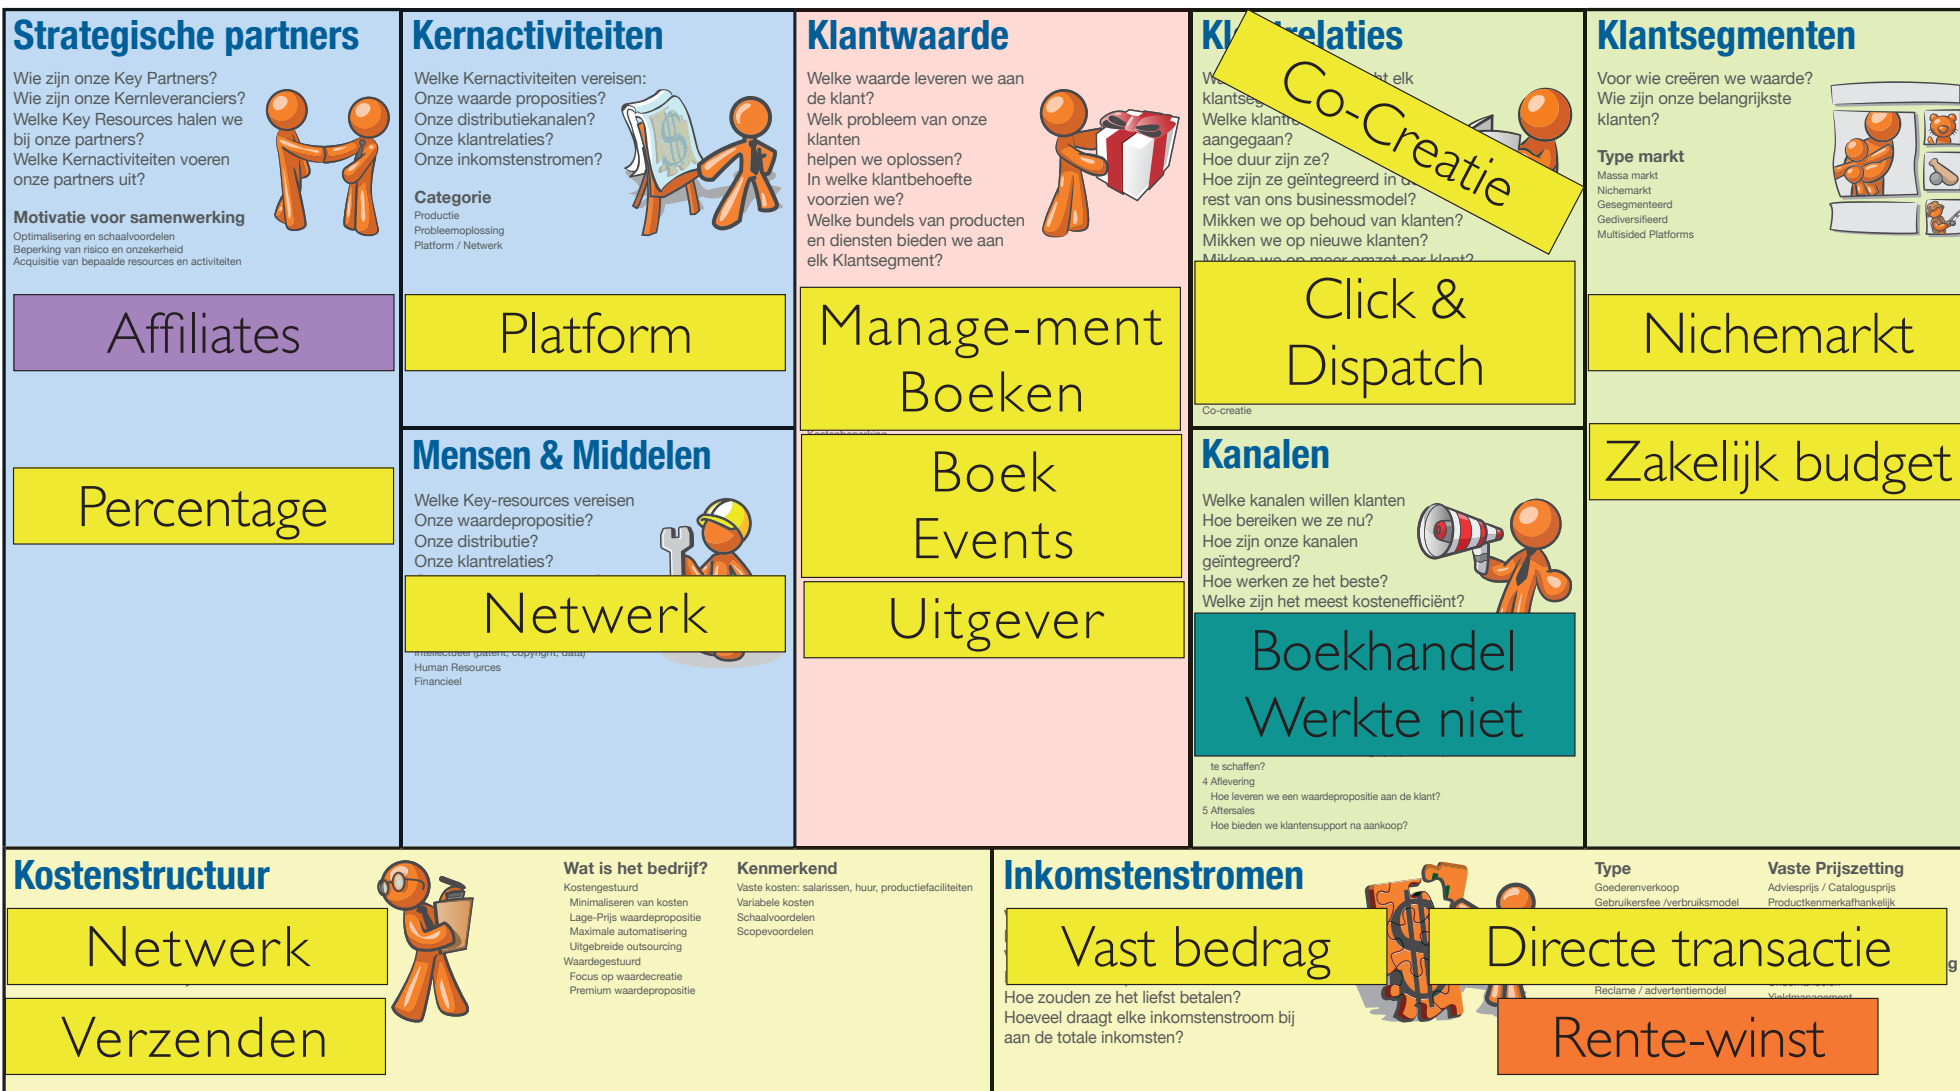 Strategische partners
Wie zijn onze Key Partners?
Wie zijn onze Kernleveranciers?
Welke Key Resources halen we
bij onze partners?
Welke Kernactiviteiten voeren
onze partners uit?
Motivatie voor samenwerking
Optimalisering en schaalvoordelen
Beperking van risico en onzekerheid
Acquisitie van bepaalde resources en activiteiten
Affiliates
Percentage
Kernactiviteiten
Welke Kernactiviteiten vereisen:
Onze waarde proposities?
Onze distributiekanalen?
Onze klantrelaties?
Onze inkomstenstromen?
Categorie
Productie
Probleemoplossing
Platform / Netwerk
Platform
Mensen & Middelen
Welke Key-resources vereisen
Onze waardepropositie?
Onze distributie?
Onze klantrelaties?
Netwerk
Intellectueel (patent, copyright, data)
Human Resources
Financieel
Klantwaarde
Welke waarde leveren we aan
de klant?
Welk probleem van onze
klanten
helpen we oplossen?
In welke klantbehoefte
voorzien we?
Welke bundels van producten
en diensten bieden we aan
elk Klantsegment?
Manage-ment
Boeken
Kostenbeperking
Boek
Events
Uitgever
Co-Creatie
elk
Welke
aangegaan?
Hoe duur zijn ze?
Hoe zijn ze geïntegreerd in
rest van ons businessmodel?
Mikken we op behoud van klanten?
Mikken we op nieuwe klanten?
Mikken we op meer omzet per klant?
Click &
Dispatch
Co-creatie
Kanalen
Welke kanalen willen klanten
Hoe bereiken we ze nu?
Hoe zijn onze kanalen
geïntegreerd?
Hoe werken ze het beste?
Welke zijn het meest kostenefficiënt?
Boekhandel
Werkte niet
te schaffen?
4 Aflevering
Hoe leveren we een waardepropositie aan de klant?
5 Aftersales
Hoe bieden we klantensupport na aankoop?
Klantsegmenten
Voor wie creëren we waarde?
Wie zijn onze belangrijkste
klanten?
Type markt
Massa markt
Nichemarkt
Gesegmenteerd
Gediversifieerd
Multisided Platforms
Nichemarkt
Zakelijk budget
Kostenstructuur
Netwerk
Verzenden
Wat is het bedrijf?
Kostengestuurd
Minimaliseren van kosten
Lage-Prijs waardepropositie
Maximale automatisering
Uitgebreide outsourcing
Waardegestuurd
Focus op waardecreatie
Premium waardepropositie
Kenmerkend
Vaste kosten: salarissen, huur, productiefaciliteiten
Variabele kosten
Schaalvoordelen
Scopevoordelen
Inkomstenstromen
Vast bedrag
Hoe zouden ze het liefst betalen?
Hoeveel draagt elke inkomstenstroom bij
aan de totale inkomsten?
Type
Goederenverkoop
Gebruikersfee /verbruiksmodel
Directe transactie
Reclame / advertentiemodel
Vaste Prijszetting
Adviesprijs / Catalogusprijs
Productkenmerkafhankelijk
Yieldmanagement
Rente-winst